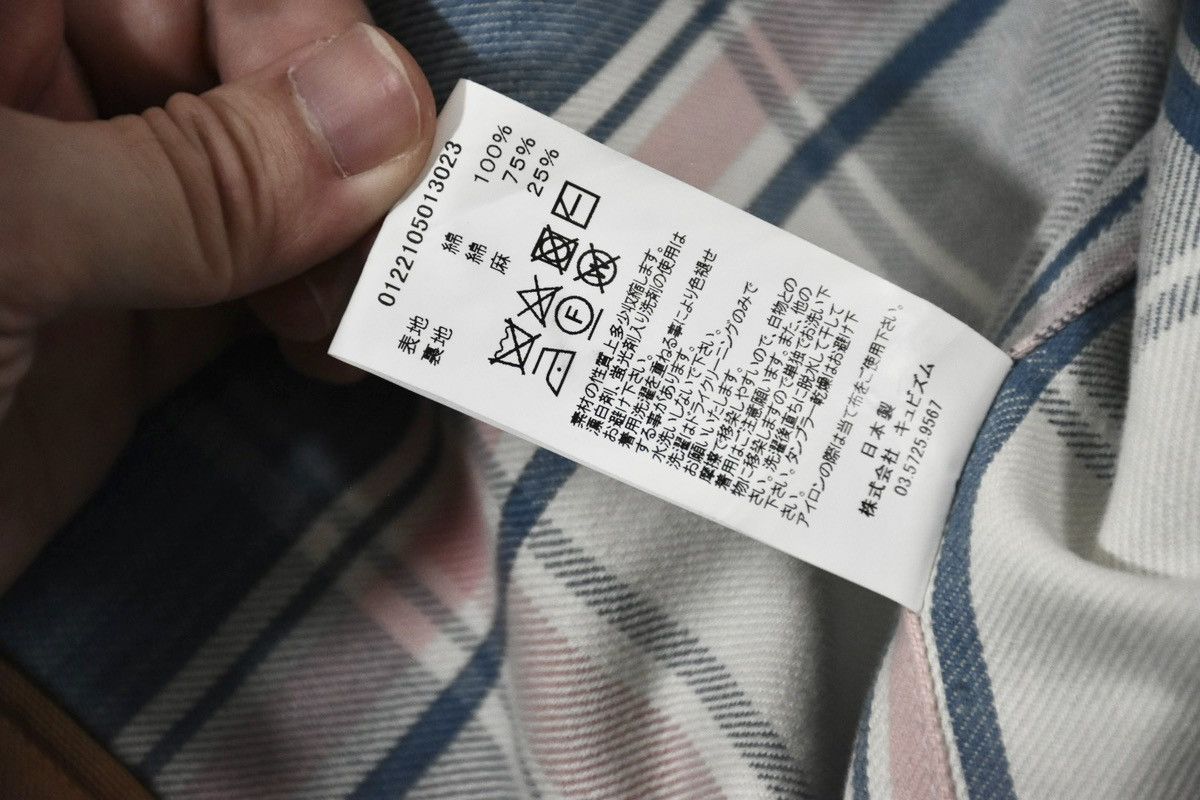 0122105013023
表地 綿 100%
裏地 綿 75%
麻 25%
F
W
素材の性質上多少収縮します。
漂白剤、蛍光剤入り洗剤の使用は
お避け下さい。
着用洗濯を重ねる事により色褪せ
する事があります。
水洗いしないで下さい。
洗濯はドライクリーニングのみで
お願いいたします。
摩擦で移染しやすいので、白物との
着用はご注意願います。また、他の
物に移染しますので単独でお洗い下
さい。洗濯後直ちに脱水して干して
下さい。タンブラー乾燥はお避け下
さい。
アイロンの際は当て布をご使用下さい。
日本製
株式会社 キュビズム
03.5725.9567